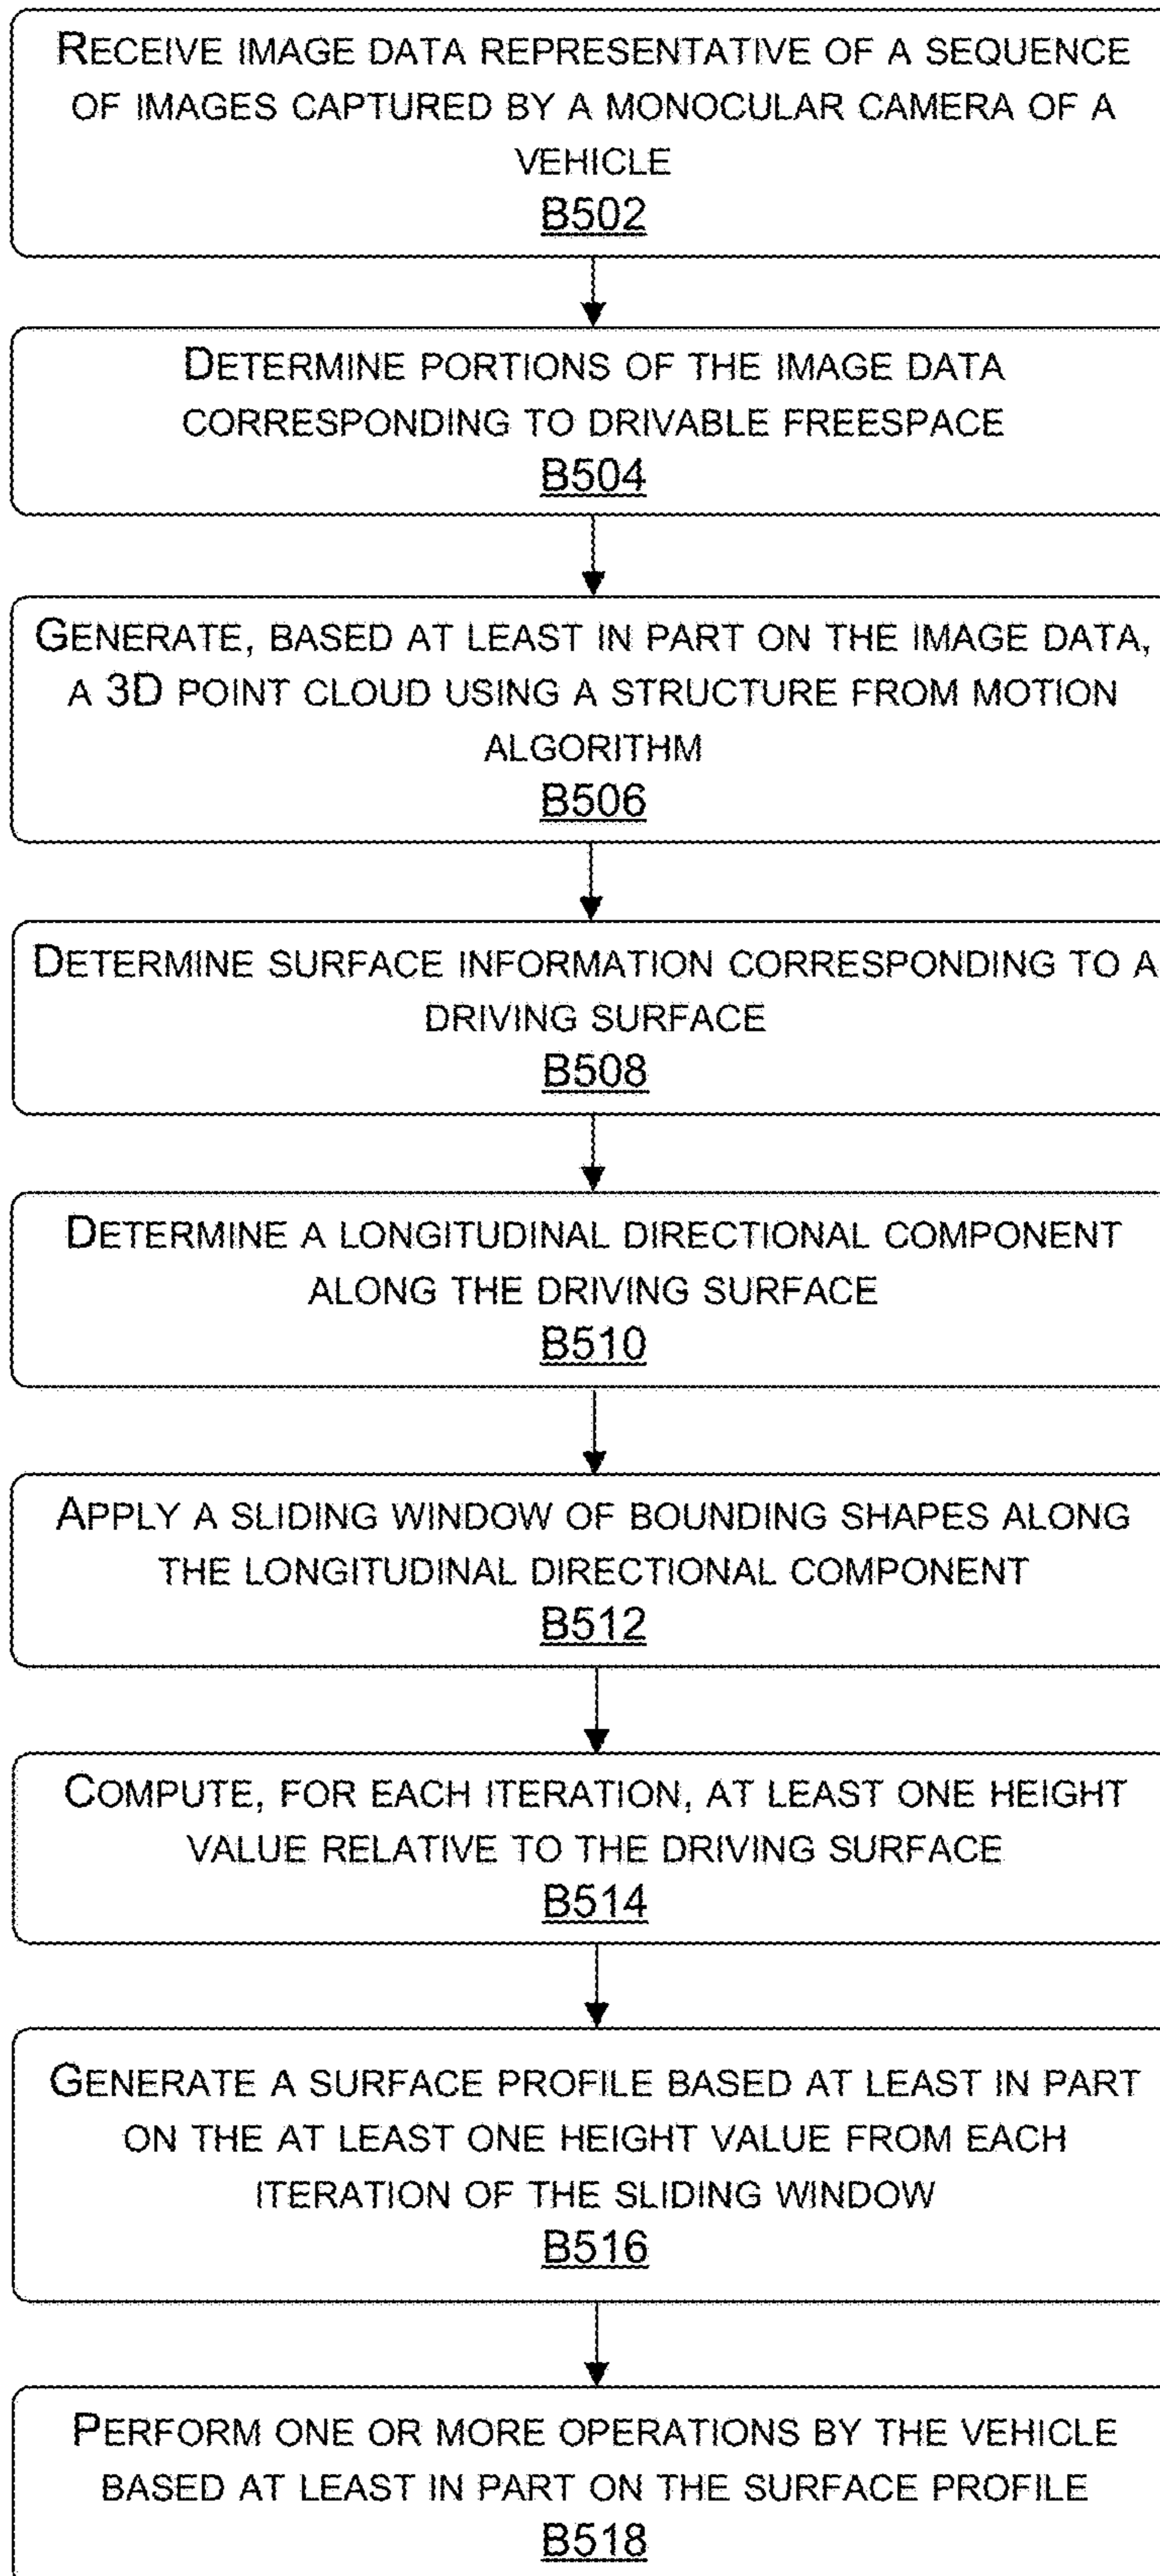 RECEIVE IMAGE DATA REPRESENTATIVE OF A SEQUENCE
OF IMAGES CAPTURED BY A MONOCULAR CAMERA OF A
VEHICLE
B502
DETERMINE PORTIONS OF THE IMAGE DATA
CORRESPONDING TO DRIVABLE FREESPACE
B504
GENERATE, BASED AT LEAST IN PART ON THE IMAGE DATA,
A 3D POINT CLOUD USING A STRUCTURE FROM MOTION
ALGORITHM
B506
DETERMINE SURFACE INFORMATION CORRESPONDING TO A
DRIVING SURFACE
B508
DETERMINE A LONGITUDINAL DIRECTIONAL COMPONENT
ALONG THE DRIVING SURFACE
B510
APPLY A SLIDING WINDOW OF BOUNDING SHAPES ALONG
THE LONGITUDINAL DIRECTIONAL COMPONENT
B512
COMPUTE, FOR EACH ITERATION, AT LEAST ONE HEIGHT
VALUE RELATIVE TO THE DRIVING SURFACE
B514
GENERATE A SURFACE PROFILE BASED AT LEAST IN PART
ON THE AT LEAST ONE HEIGHT VALUE FROM EACH
ITERATION OF THE SLIDING WINDOW
B516
PERFORM ONE OR MORE OPERATIONS BY THE VEHICLE
BASED AT LEAST IN PART ON THE SURFACE PROFILE
B518